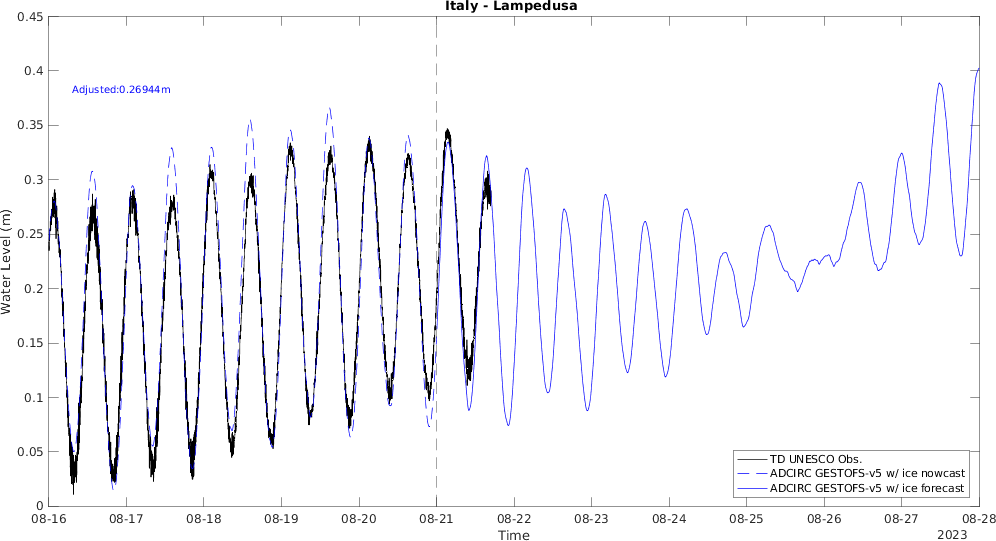 Italy - Lampedusa
0.45
0.4
Adjusted:0.26944m
0.35
0.3
0.25
0.2
0.15
0.1
0.05
0
Water Level (m)
TD UNESCO Obs.
ADCIRC GESTOFS-v5 w/ ice nowcast
ADCIRC GESTOFS-v5 w/ ice forecast
08-16 08-17 08-18 08-19 08-20 08-21 08-22 08-23 08-24 08-25 08-26 08-27 08-28
Time
2023